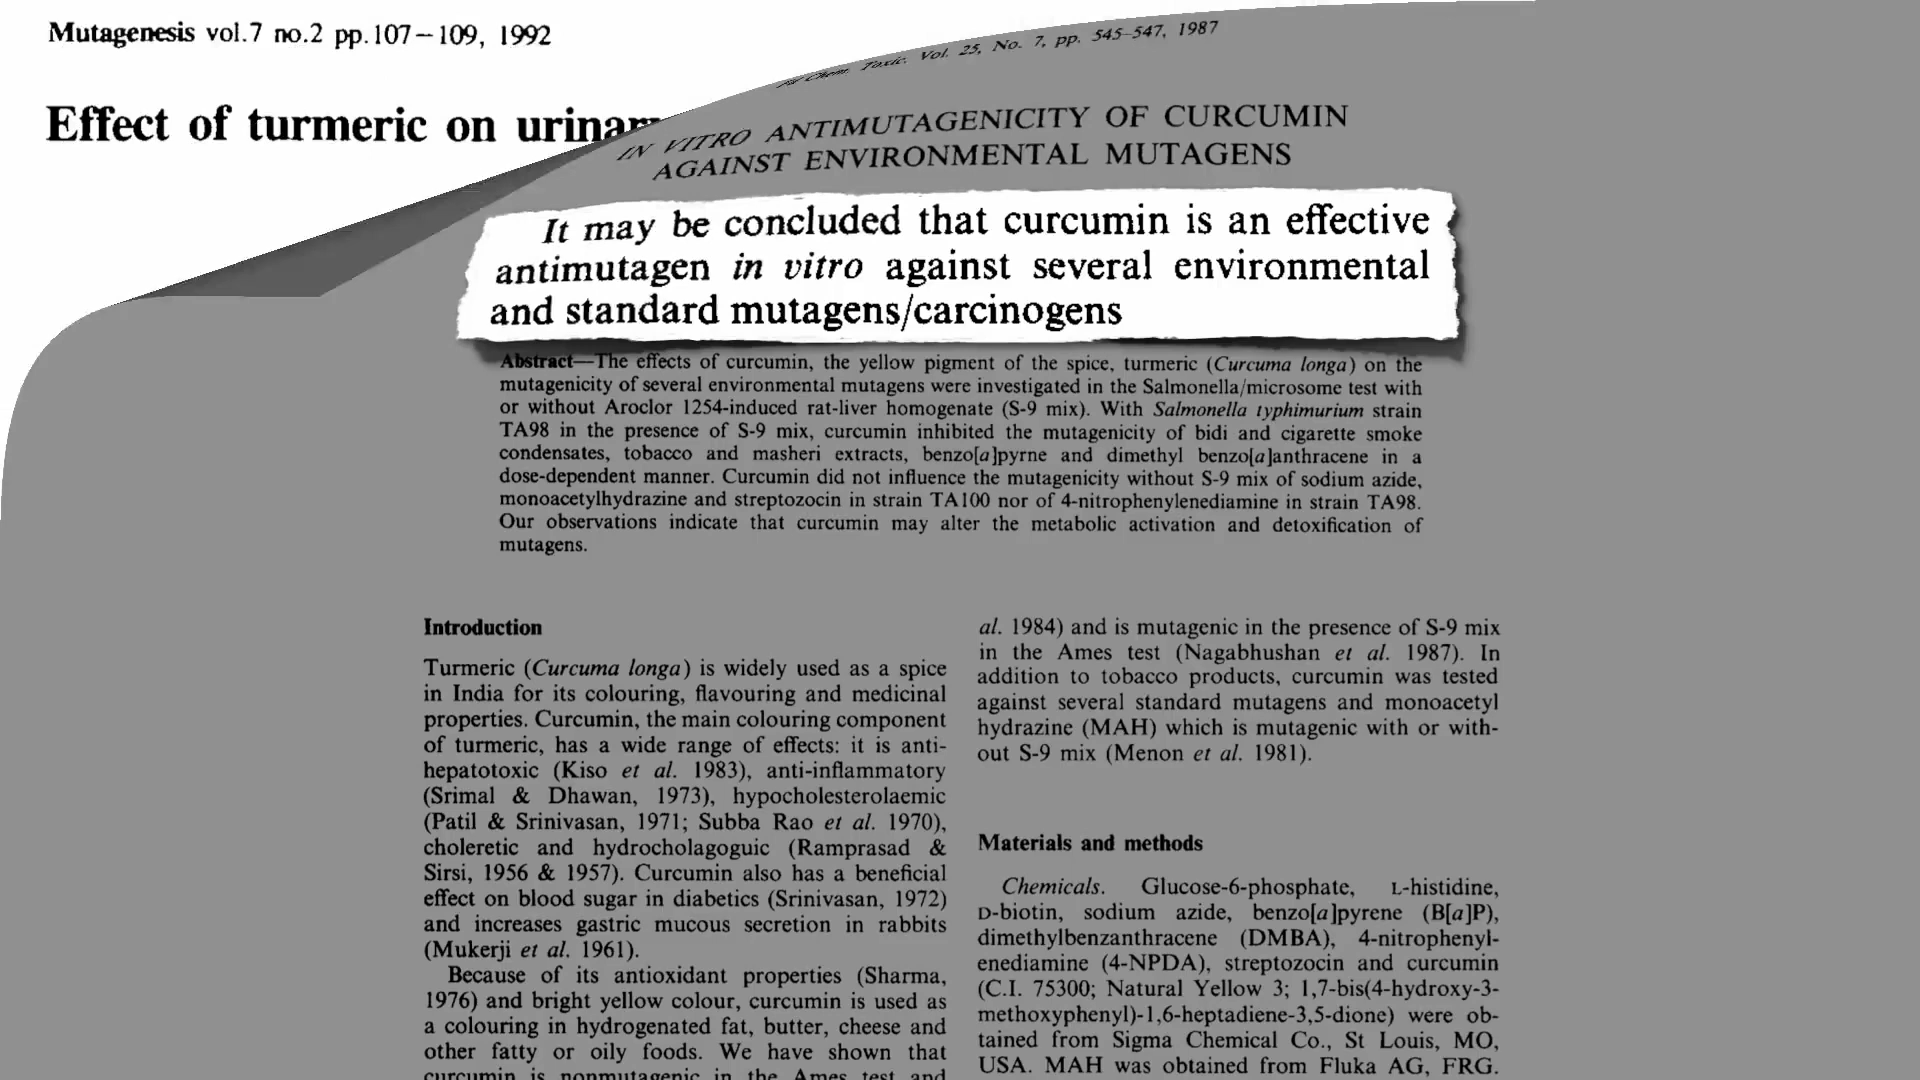 Mutagenesis vol.7 no.2 pp.107–109, 1992
Effect of turmeric on urinary
Chem. Toxic. Vol. 25, No. 7, pp. 545–547, 1987
IN VITRO ANTIMUTAGENICITY OF CURCUMIN
AGAINST ENVIRONMENTAL MUTAGENS
It may be concluded that curcumin is an effective
antimutagen in vitro against several environmental
and standard mutagens/carcinogens
Abstract—The effects of curcumin, the yellow pigment of the spice, turmeric (Curcuma longa) on the
mutagenicity of several environmental mutagens were investigated in the Salmonella/microsome test with
or without Aroclor 1254-induced rat-liver homogenate (S-9 mix). With Salmonella typhimurium strain
TA98 in the presence of S-9 mix, curcumin inhibited the mutagenicity of bidi and cigarette smoke
condensates, tobacco and masheri extracts, benzo[a]pyrne and dimethyl benzo[a]anthracene in a
dose-dependent manner. Curcumin did not influence the mutagenicity without S-9 mix of sodium azide,
monoacetylhydrazine and streptozocin in strain TA100 nor of 4-nitrophenylenediamine in strain TA98.
Our observations indicate that curcumin may alter the metabolic activation and detoxification of
mutagens.
Introduction
Turmeric (Curcuma longa) is widely used as a spice
in India for its colouring, flavouring and medicinal
properties. Curcumin, the main colouring component
of turmeric, has a wide range of effects: it is anti-
hepatotoxic (Kiso et al. 1983), anti-inflammatory
(Srimal & Dhawan, 1973), hypocholesterolaemic
(Patil & Srinivasan, 1971; Subba Rao et al. 1970),
choleretic and hydrocholagoguic (Ramprasad &
Sirsi, 1956 & 1957). Curcumin also has a beneficial
effect on blood sugar in diabetics (Srinivasan, 1972)
and increases gastric mucous secretion in rabbits
(Mukerji et al. 1961).
Because of its antioxidant properties (Sharma,
1976) and bright yellow colour, curcumin is used as
a colouring in hydrogenated fat, butter, cheese and
other fatty or oily foods. We have shown that
curcumin is nonmutagenic in the Ames test and
al. 1984) and is mutagenic in the presence of S-9 mix
in the Ames test (Nagabhushan et al. 1987). In
addition to tobacco products, curcumin was tested
against several standard mutagens and monoacetyl
hydrazine (MAH) which is mutagenic with or with-
out S-9 mix (Menon et al. 1981).
Materials and methods
Chemicals. Glucose-6-phosphate, L-histidine,
D-biotin, sodium azide, benzo[a]pyrene (B[a]P),
dimethylbenzanthracene (DMBA), 4-nitrophenyl-
enediamine (4-NPDA), streptozocin and curcumin
(C.I. 75300; Natural Yellow 3; 1,7-bis(4-hydroxy-3-
methoxyphenyl)-1,6-heptadiene-3,5-dione) were ob-
tained from Sigma Chemical Co., St Louis, MO,
USA. MAH was obtained from Fluka AG, FRG.